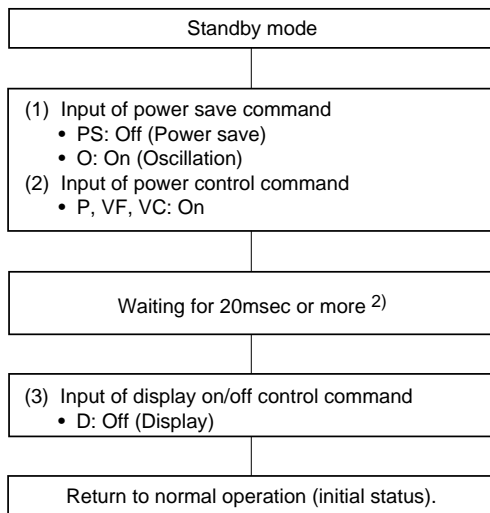 Standby mode
(1) Input of power save command
• PS: Off (Power save)
• O: On (Oscillation)
(2) Input of power control command
• P, VF, VC: On
Waiting for 20msec or more 2)
(3) Input of display on/off control command
• D: Off (Display)
Return to normal operation (initial status).